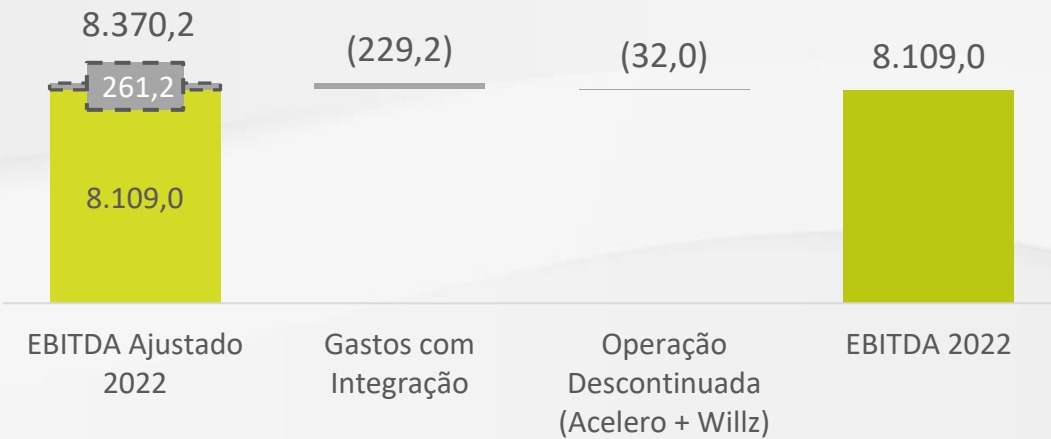 8.370,2
(229,2)
(32,0)
8.109,0
261,2
8.109,0
EBITDA Ajustado
2022
Gastos com
Integração
Operação
Descontinuada
(Acelero + Willz)
EBITDA 2022